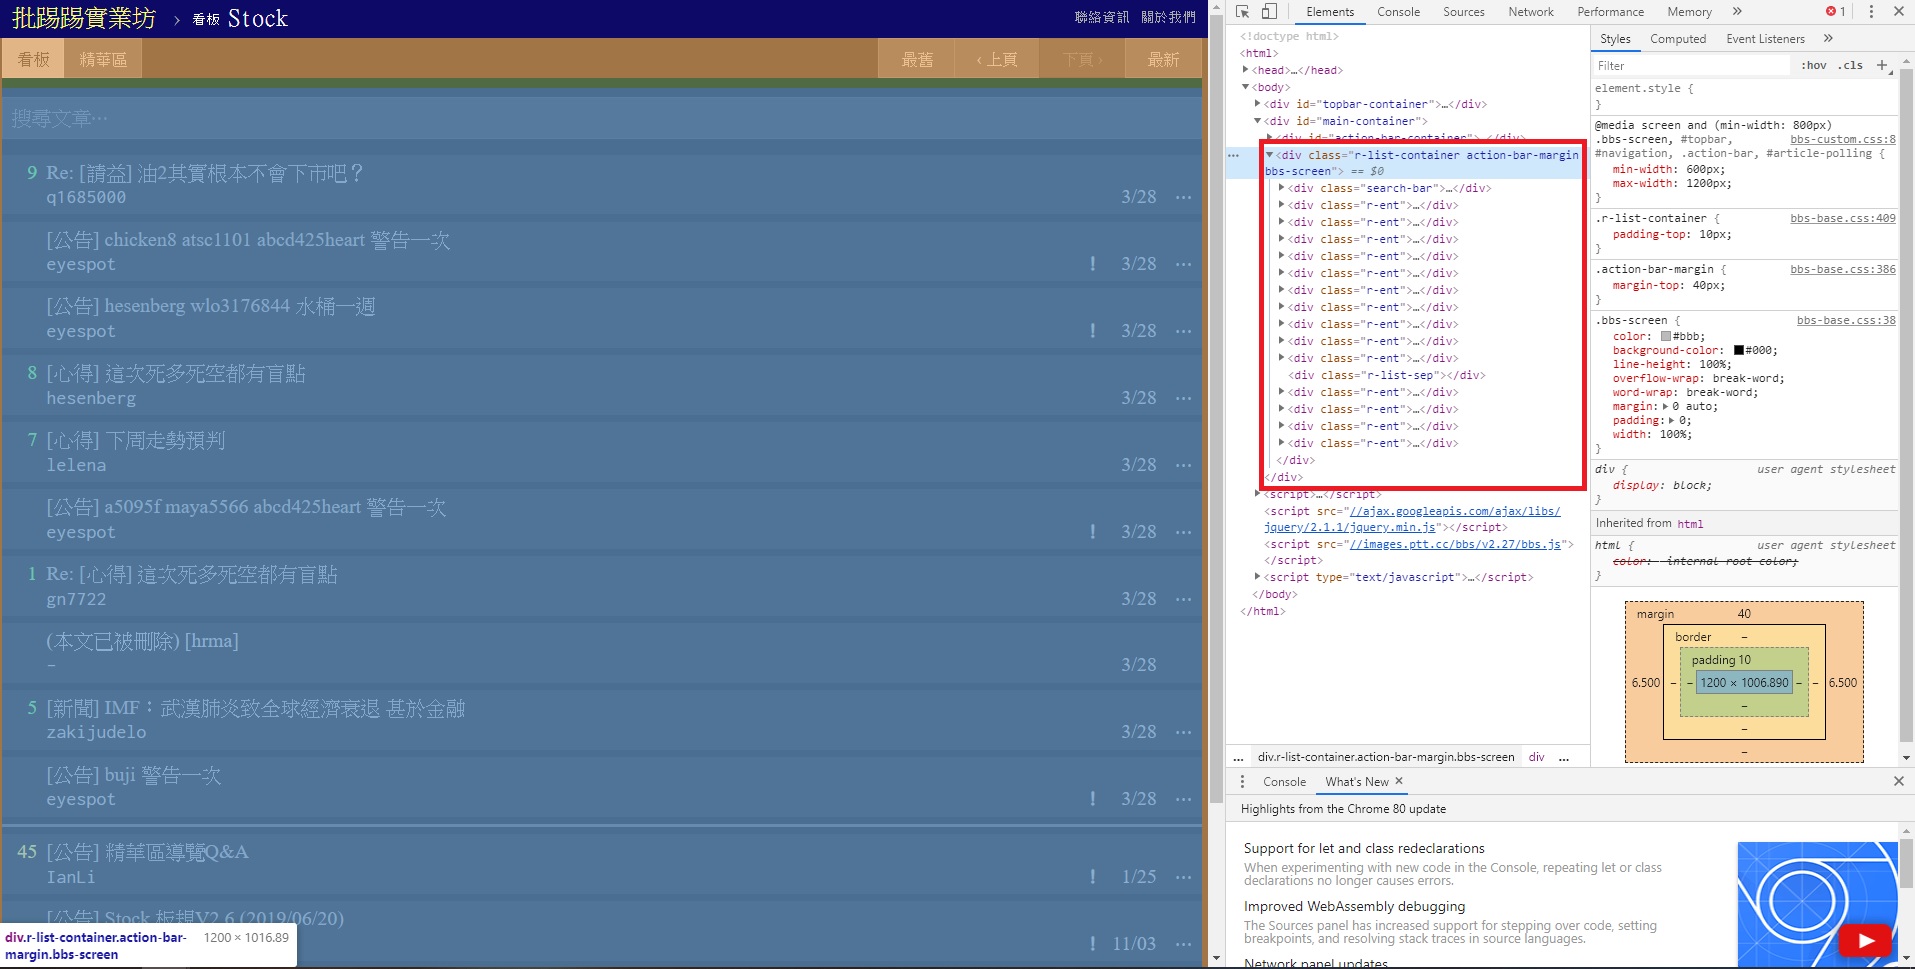 批踢踢實業坊 › 看板 Stock 聯絡資訊 關於我們
看板 精華區 最舊 ‹ 上頁 下頁 › 最新
搜尋文章⋯
9 Re: [請益] 油2其實根本不會下市吧？
q1685000 3/28 ⋯
[公告] chicken8 atsc1101 abcd425heart 警告一次
eyespot ! 3/28 ⋯
[公告] hesenberg wlo3176844 水桶一週
eyespot ! 3/28 ⋯
8 [心得] 這次死多死空都有盲點
hesenberg 3/28 ⋯
7 [心得] 下周走勢預判
lelena 3/28 ⋯
[公告] a5095f maya5566 abcd425heart 警告一次
eyespot ! 3/28 ⋯
1 Re: [心得] 這次死多死空都有盲點
gn7722 3/28 ⋯
(本文已被刪除) [hrma]
- 3/28
5 [新聞] IMF：武漢肺炎致全球經濟衰退 甚於金融
zakijudelo 3/28 ⋯
[公告] buji 警告一次
eyespot ! 3/28 ⋯
45 [公告] 精華區導覽Q&A
IanLi ! 1/25 ⋯
[公告] Stock 板規V2.6 (2019/06/20)
! 11/03 ⋯
div.r-list-container.action-bar-margin.bbs-screen 1200 × 1016.89
Elements Console Sources Network Performance Memory » 1
<!doctype html>
<html>
<head>…</head>
<body>
<div id="topbar-container">…</div>
<div id="main-container">
<div id="action-bar-container">…</div>
<div class="r-list-container action-bar-margin
bbs-screen"> == $0
<div class="search-bar">…</div>
<div class="r-ent">…</div>
<div class="r-ent">…</div>
<div class="r-ent">…</div>
<div class="r-ent">…</div>
<div class="r-ent">…</div>
<div class="r-ent">…</div>
<div class="r-ent">…</div>
<div class="r-ent">…</div>
<div class="r-ent">…</div>
<div class="r-ent">…</div>
<div class="r-list-sep"></div>
<div class="r-ent">…</div>
<div class="r-ent">…</div>
<div class="r-ent">…</div>
<div class="r-ent">…</div>
</div>
</div>
<script>…</script>
<script src="//ajax.googleapis.com/ajax/libs/
jquery/2.1.1/jquery.min.js"></script>
<script src="//images.ptt.cc/bbs/v2.27/bbs.js">
</script>
<script type="text/javascript">…</script>
</body>
</html>
... div.r-list-container.action-bar-margin.bbs-screen div ...
Styles Computed Event Listeners »
Filter :hov .cls +
element.style {
}
@media screen and (min-width: 800px)
.bbs-screen, #topbar, bbs-custom.css:8
#navigation, .action-bar, #article-polling {
min-width: 600px;
max-width: 1200px;
}
.r-list-container { bbs-base.css:409
padding-top: 10px;
}
.action-bar-margin { bbs-base.css:386
margin-top: 40px;
}
.bbs-screen { bbs-base.css:38
color: #bbb;
background-color: #000;
line-height: 100%;
overflow-wrap: break-word;
word-wrap: break-word;
margin: 0 auto;
padding: 0;
width: 100%;
}
div { user agent stylesheet
display: block;
}
Inherited from html
html { user agent stylesheet
color: -internal-root-color;
}
margin 40
border –
padding 10
6.500 – – 1200 × 1006.890 – – 6.500
–
–
–
Console What's New ×
Highlights from the Chrome 80 update
Support for let and class redeclarations
When experimenting with new code in the Console, repeating let or class
declarations no longer causes errors.
Improved WebAssembly debugging
The Sources panel has increased support for stepping over code, setting
breakpoints, and resolving stack traces in source languages.
Network panel updates